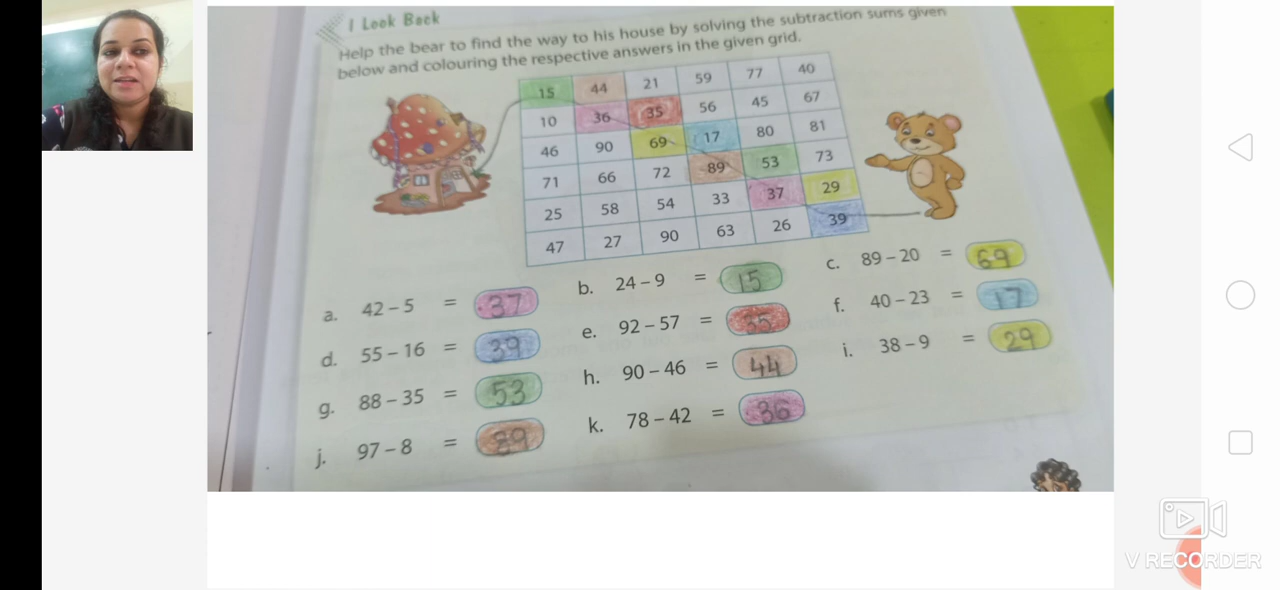 I Look Back
Help the bear to find the way to his house by solving the subtraction sums given
below and colouring the respective answers in the given grid.
15 44 21 59 77 40
10 36 35 56 45 67
46 90 69 17 80 81
71 66 72 89 53 73
25 58 54 33 37 29
47 27 90 63 26 39
a. 42 – 5 = 37 b. 24 – 9 = 15 c. 89 – 20 = 69
d. 55 – 16 = 39 e. 92 – 57 = 35 f. 40 – 23 = 17
g. 88 – 35 = 53 h. 90 – 46 = 44 i. 38 – 9 = 29
j. 97 – 8 = 89 k. 78 – 42 = 36
V RECORDER